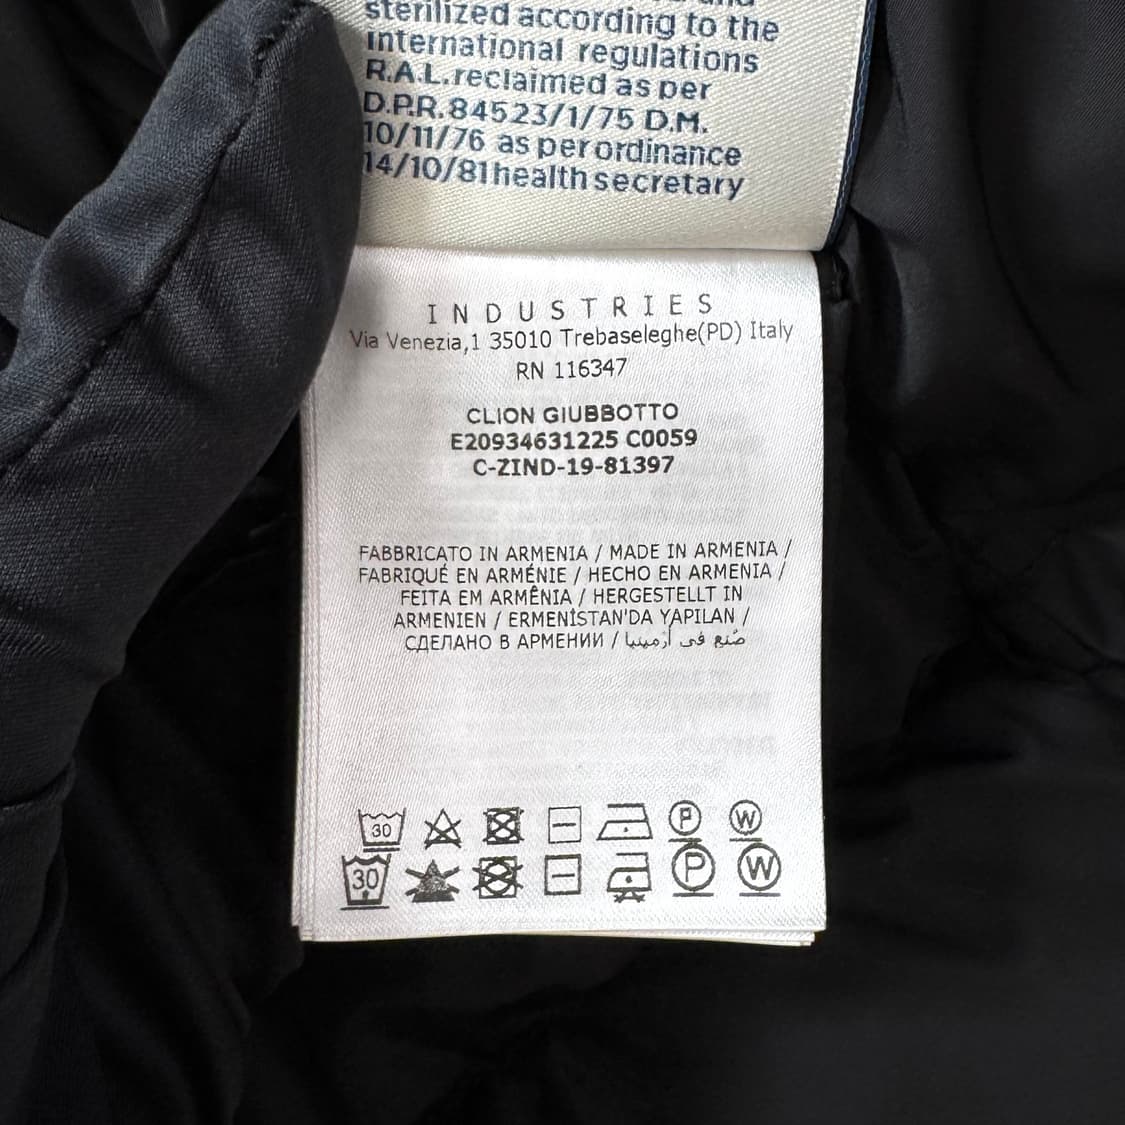 sterilized according to the
international regulations
R.A.L. reclaimed as per
D.P.R. 845 23/1/75 D.M.
10/11/76 as per ordinance
14/10/81 health secretary
INDUSTRIES
Via Venezia,1 35010 Trebaseleghe(PD) Italy
RN 116347
CLION GIUBBOTTO
E20934631225 C0059
C-ZIND-19-81397
FABBRICATO IN ARMENIA / MADE IN ARMENIA /
FABRIQUÉ EN ARMÉNIE / HECHO EN ARMENIA /
FEITA EM ARMÊNIA / HERGESTELLT IN
ARMENIEN / ERMENİSTAN'DA YAPILAN /
СДЕЛАНО В АРМЕНИИ / صُنع في أرمينيا
30 P W
30 P W